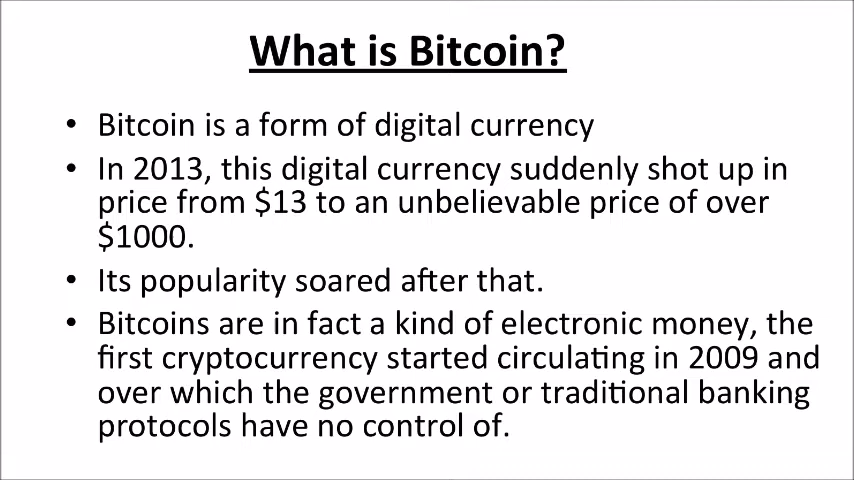 What is Bitcoin?
• Bitcoin is a form of digital currency
• In 2013, this digital currency suddenly shot up in
price from $13 to an unbelievable price of over
$1000.
• Its popularity soared after that.
• Bitcoins are in fact a kind of electronic money, the
first cryptocurrency started circulating in 2009 and
over which the government or traditional banking
protocols have no control of.